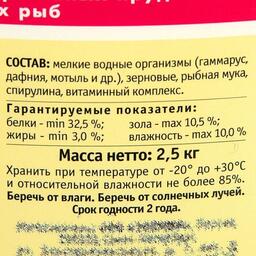 х рыб
СОСТАВ: мелкие водные организмы (гаммарус,
дафния, мотыль и др.), зерновые, рыбная мука,
спирулина, витаминный комплекс.
Гарантируемые показатели:
белки - min 32,5 %; зола - max 10,5 %;
жиры - min 3,0 %; влажность - max 10,0 %
Масса нетто: 2,5 кг
Хранить при температуре от -20° до +30°С
и относительной влажности не более 85%.
Беречь от влаги. Беречь от солнечных лучей.
Срок годности 2 года.